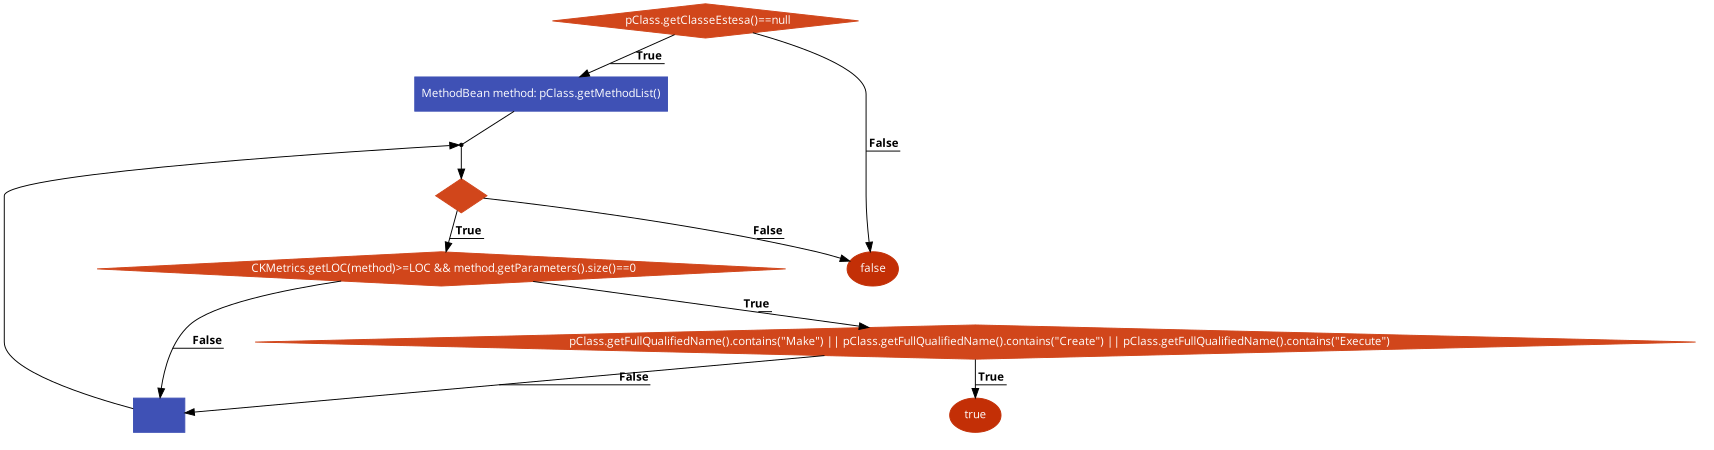 pClass.getClasseEstesa()==null
True
MethodBean method: pClass.getMethodList()
False
True
False
CKMetrics.getLOC(method)>=LOC && method.getParameters().size()==0
false
True
False
pClass.getFullQualifiedName().contains("Make") || pClass.getFullQualifiedName().contains("Create") || pClass.getFullQualifiedName().contains("Execute")
False
True
true